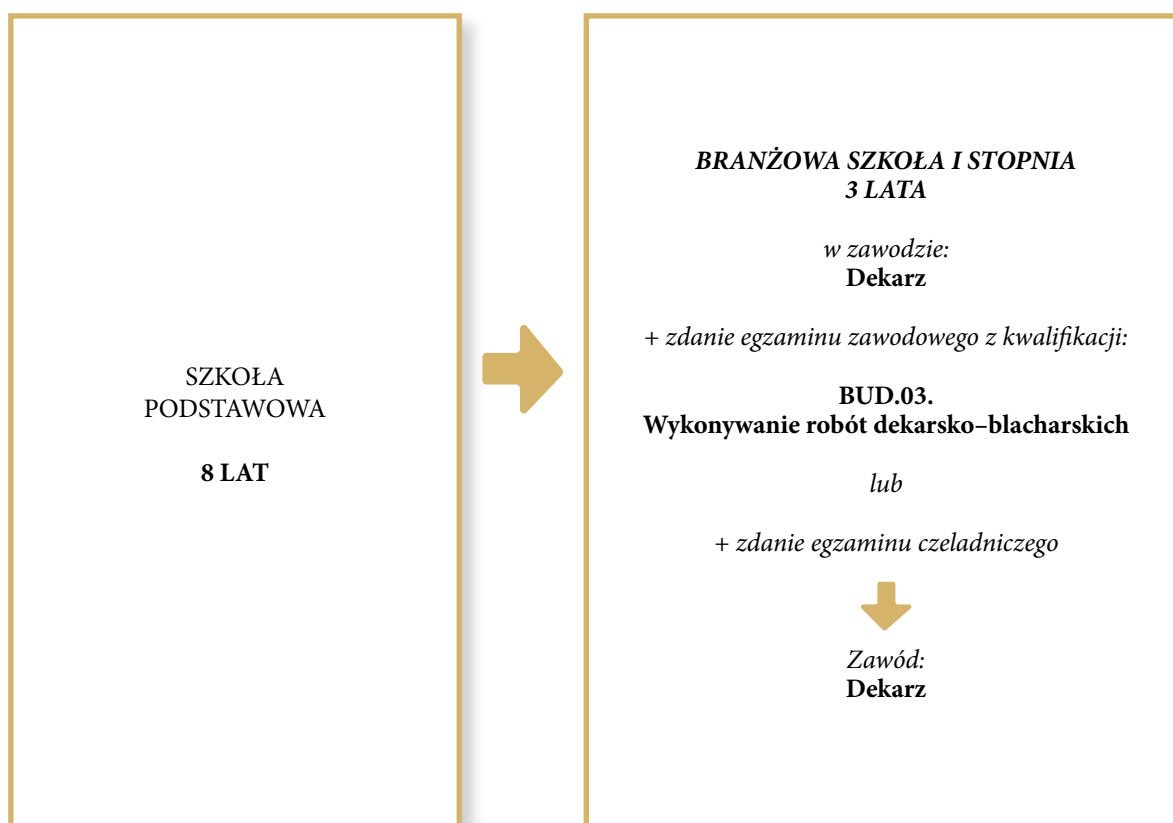 SZKOŁA
PODSTAWOWA
8 LAT
BRANŻOWA SZKOŁA I STOPNIA
3 LATA
w zawodzie:
Dekarz
+ zdanie egzaminu zawodowego z kwalifikacji:
BUD.03.
Wykonywanie robót dekarsko–blacharskich
lub
+ zdanie egzaminu czeladniczego
Zawód:
Dekarz